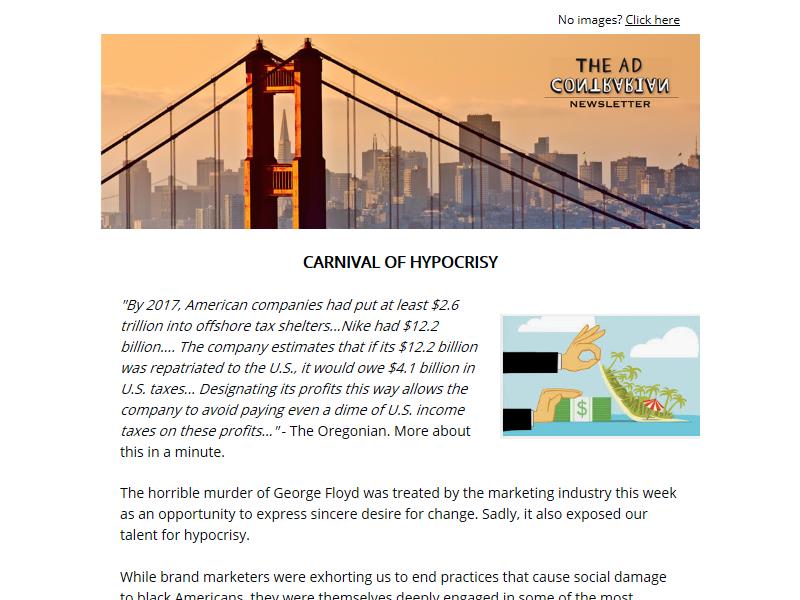 No images? Click here
THE AD
CONTRARIAN
NEWSLETTER
CARNIVAL OF HYPOCRISY
"By 2017, American companies had put at least $2.6
trillion into offshore tax shelters...Nike had $12.2
billion.... The company estimates that if its $12.2 billion
was repatriated to the U.S., it would owe $4.1 billion in
U.S. taxes... Designating its profits this way allows the
company to avoid paying even a dime of U.S. income
taxes on these profits..." - The Oregonian. More about
this in a minute.
$
The horrible murder of George Floyd was treated by the marketing industry this week
as an opportunity to express sincere desire for change. Sadly, it also exposed our
talent for hypocrisy.
While brand marketers were exhorting us to end practices that cause social damage
to black Americans, they were themselves deeply engaged in some of the most